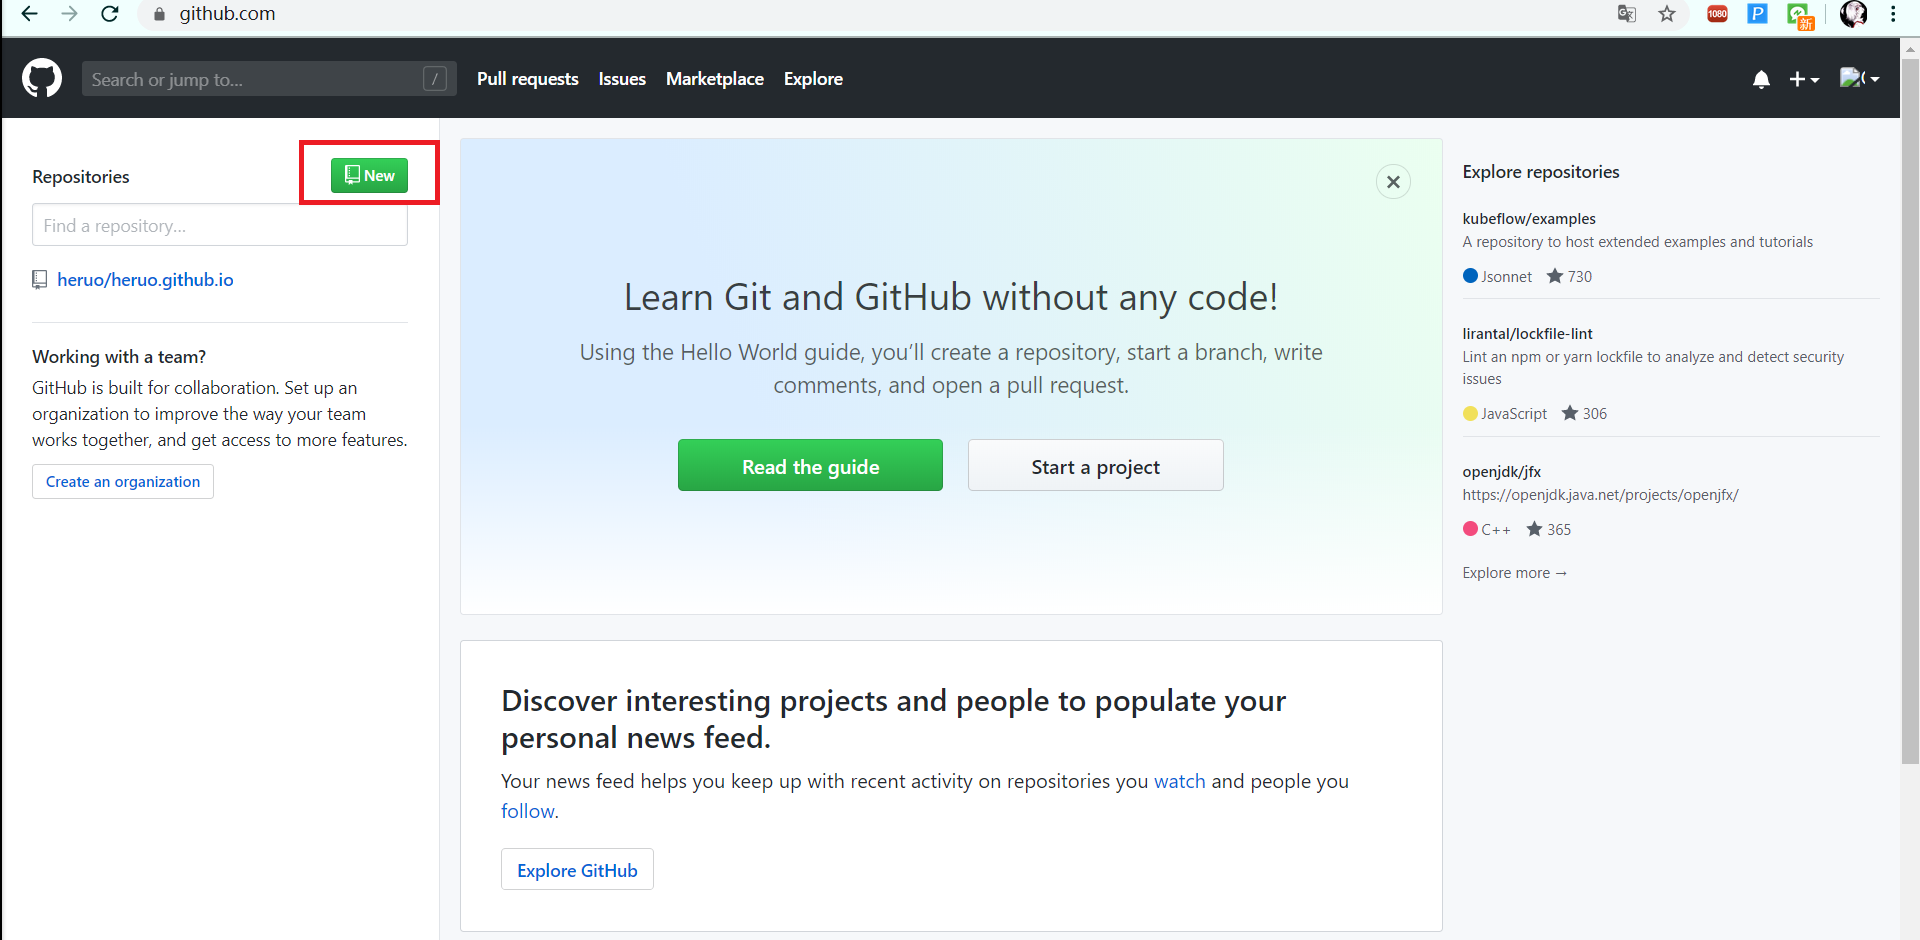 github.com
1080
P
新
Search or jump to...
/
Pull requests
Issues
Marketplace
Explore
Repositories
New
Find a repository...
heruo/heruo.github.io
Working with a team?
GitHub is built for collaboration. Set up an
organization to improve the way your team
works together, and get access to more features.
Create an organization
Learn Git and GitHub without any code!
Using the Hello World guide, you’ll create a repository, start a branch, write
comments, and open a pull request.
Read the guide
Start a project
Discover interesting projects and people to populate your
personal news feed.
Your news feed helps you keep up with recent activity on repositories you watch and people you
follow.
Explore GitHub
Explore repositories
kubeflow/examples
A repository to host extended examples and tutorials
Jsonnet 730
lirantal/lockfile-lint
Lint an npm or yarn lockfile to analyze and detect security
issues
JavaScript 306
openjdk/jfx
https://openjdk.java.net/projects/openjfx/
C++ 365
Explore more →